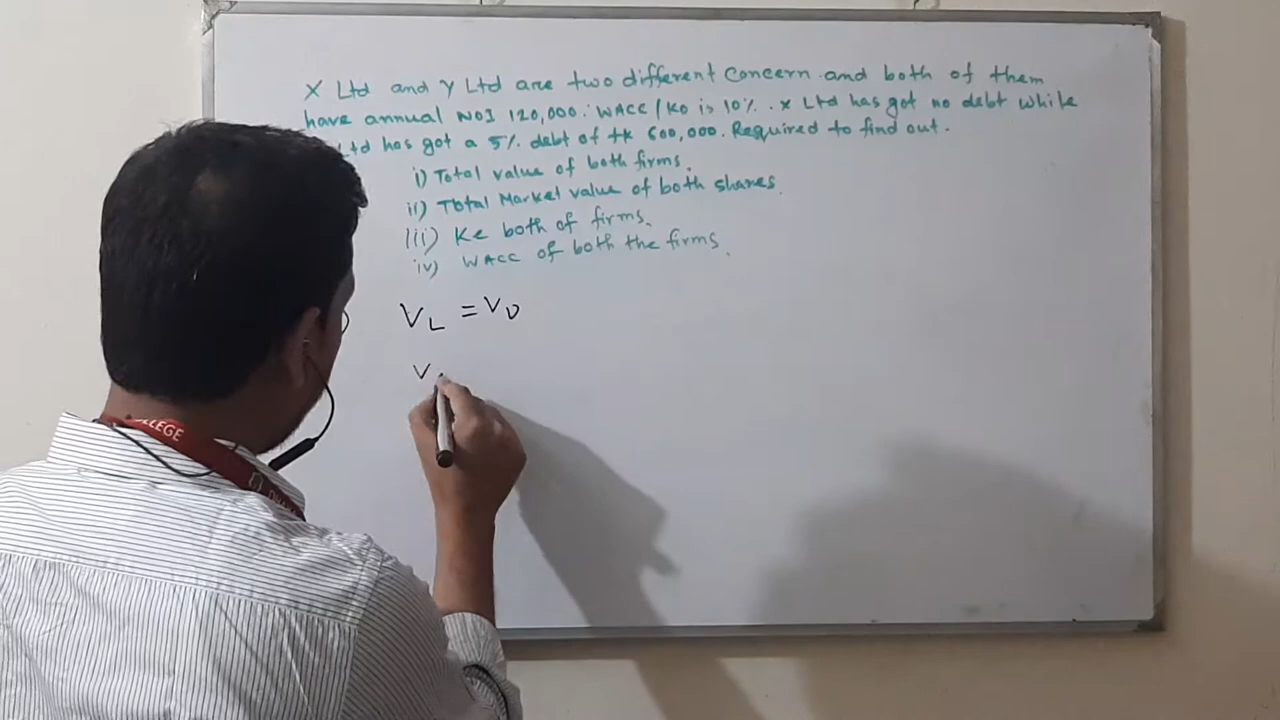 X Ltd and Y Ltd are two different Concern and both of them
have annual NOI 120,000. WACC/KO is 10%. X Ltd has got no debt while
Ltd has got a 5% debt of tk 600,000. Required to find out.
i) Total value of both firms.
ii) Total Market value of both shares.
iii) Ke both of firms.
iv) WACC of both the firms.
VL = VU
V
LLEGE